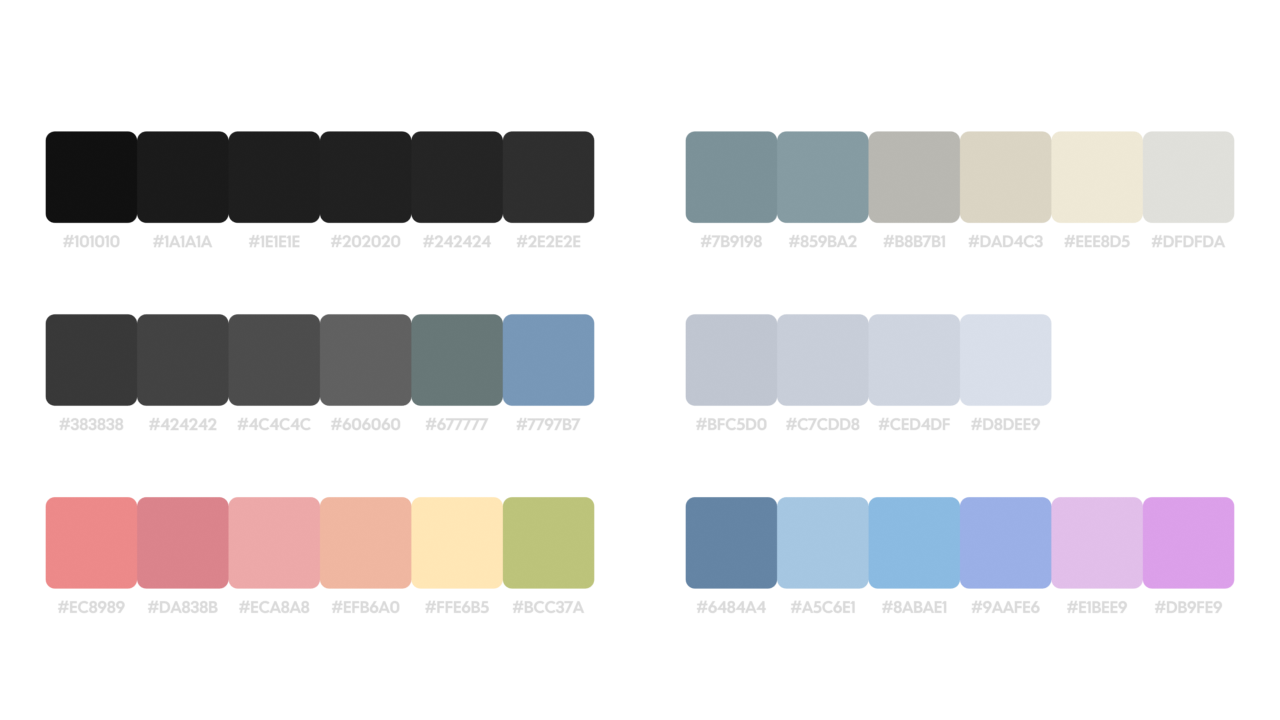 #101010 #1A1A1A #1E1E1E #202020 #242424 #2E2E2E
#7B9198 #859BA2 #B8B7B1 #DAD4C3 #EEE8D5 #DFDFDA
#383838 #424242 #4C4C4C #606060 #677777 #7797B7
#BFC5D0 #C7CDD8 #CED4DF #D8DEE9
#EC8989 #DA838B #ECA8A8 #EFB6A0 #FFE6B5 #BCC37A
#6484A4 #A5C6E1 #8ABAE1 #9AAFE6 #E1BEE9 #DB9FE9